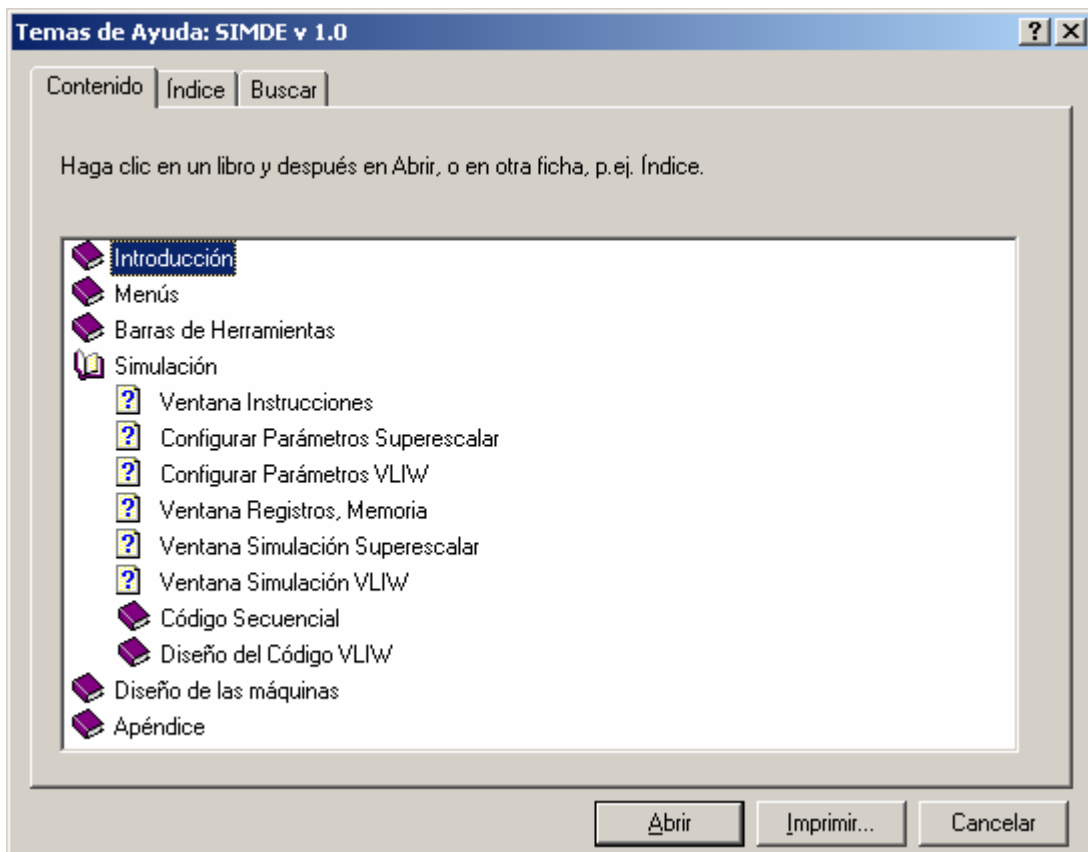 Temas de Ayuda: SIMDE v 1.0
Contenido Índice Buscar
Haga clic en un libro y después en Abrir, o en otra ficha, p.ej. Índice.
Introducción
Menús
Barras de Herramientas
Simulación
Ventana Instrucciones
Configurar Parámetros Superescalar
Configurar Parámetros VLIW
Ventana Registros, Memoria
Ventana Simulación Superescalar
Ventana Simulación VLIW
Código Secuencial
Diseño del Código VLIW
Diseño de las máquinas
Apéndice
Abrir Imprimir... Cancelar